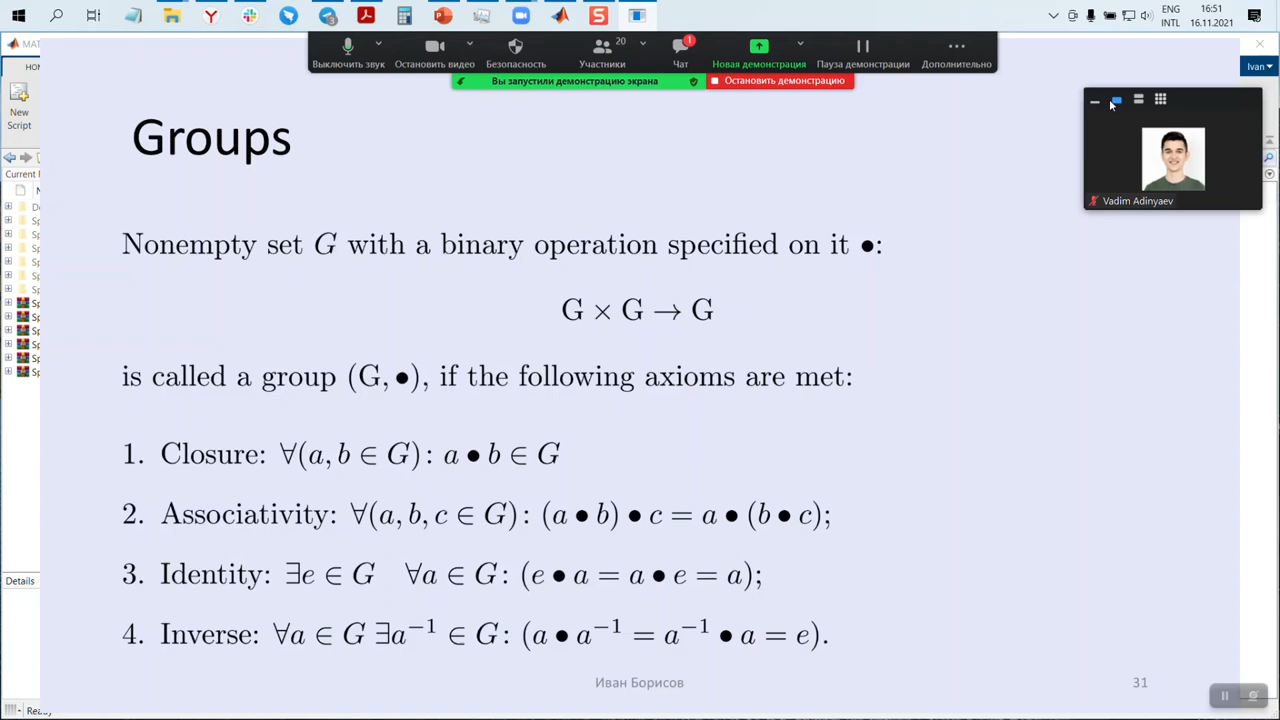 16:51
ENG
INTL
16.11.2021
MAT
HON
Ivan
20
1
Выключить звук
Остановить видео
Безопасность
Участники
Чат
Новая демонстрация
Пауза демонстрации
Дополнительно
Вы запустили демонстрацию экрана
Остановить демонстрацию
New
Script
Current F
Vadim Adinyaev
Groups
Nonempty set G with a binary operation specified on it •:
G × G → G
is called a group (G, •), if the following axioms are met:
1. Closure: ∀(a, b ∈ G): a • b ∈ G
2. Associativity: ∀(a, b, c ∈ G): (a • b) • c = a • (b • c);
3. Identity: ∃e ∈ G ∀a ∈ G: (e • a = a • e = a);
4. Inverse: ∀a ∈ G ∃a⁻¹ ∈ G: (a • a⁻¹ = a⁻¹ • a = e).
Details
Иван Борисов
31
Ready